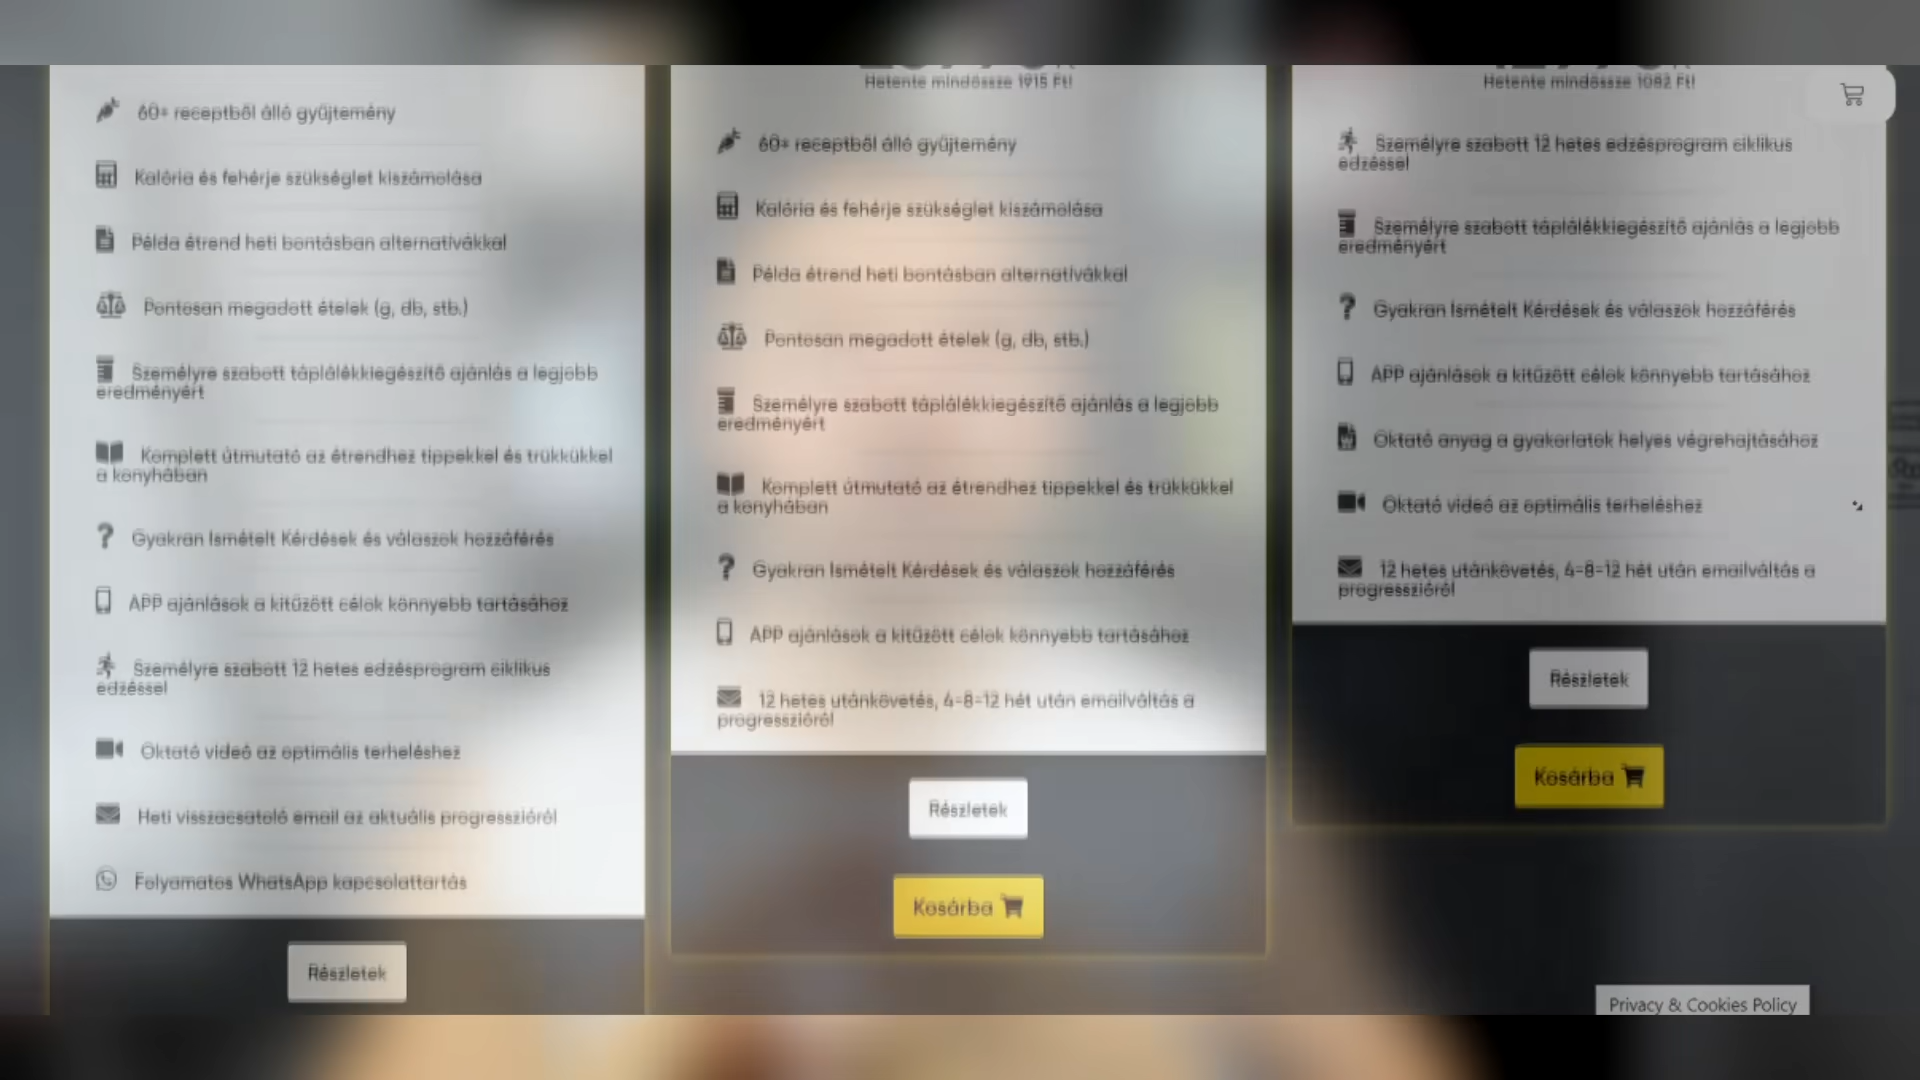 60+ receptből álló gyűjtemény
Kalória és fehérje szükséglet kiszámolása
Példa étrend heti bontásban alternatívákkal
Pontosan megadott ételek (g, db, stb.)
Személyre szabott táplálékkiegészítő ajánlás a legjobb
eredményért
Komplett útmutató az étrendhez tippekkel és trükkükkel
a konyhában
Gyakran Ismételt Kérdések és válaszok hozzáférés
APP ajánlások a kitűzött célok könnyebb tartásához
Személyre szabott 12 hetes edzésprogram ciklikus
edzéssel
Oktató videó az optimális terheléshez
Heti visszacsatoló email az aktuális progresszióról
Folyamatos WhatsApp kapcsolattartás
Részletek
Hetente mindössze 1915 Ft!
60+ receptből álló gyűjtemény
Kalória és fehérje szükséglet kiszámolása
Példa étrend heti bontásban alternatívákkal
Pontosan megadott ételek (g, db, stb.)
Személyre szabott táplálékkiegészítő ajánlás a legjobb
eredményért
Komplett útmutató az étrendhez tippekkel és trükkükkel
a konyhában
Gyakran Ismételt Kérdések és válaszok hozzáférés
APP ajánlások a kitűzött célok könnyebb tartásához
12 hetes utánkövetés, 4-8-12 hét után emailváltás a
progresszióról
Részletek
Kosárba
Hetente mindössze 1082 Ft!
Személyre szabott 12 hetes edzésprogram ciklikus
edzéssel
Személyre szabott táplálékkiegészítő ajánlás a legjobb
eredményért
Gyakran Ismételt Kérdések és válaszok hozzáférés
APP ajánlások a kitűzött célok könnyebb tartásához
Oktató anyag a gyakorlatok helyes végrehajtásához
Oktató videó az optimális terheléshez
12 hetes utánkövetés, 4-8-12 hét után emailváltás a
progresszióról
Részletek
Kosárba
Privacy & Cookies Policy